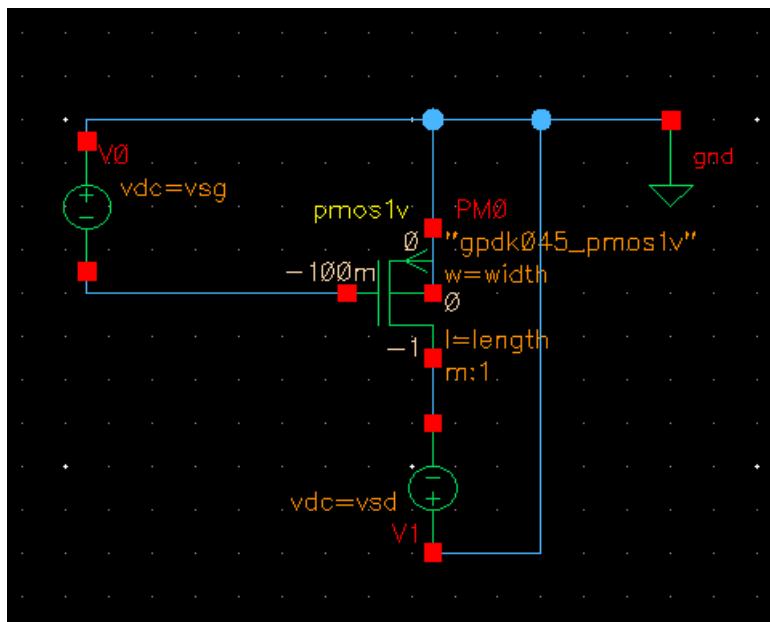 V0
gnd
vdc=vsg
pmos1v PM0
0 "gpdk045_pmos1v"
-100m w=width
0
-1 l=length
m:1
vdc=vsd
V1